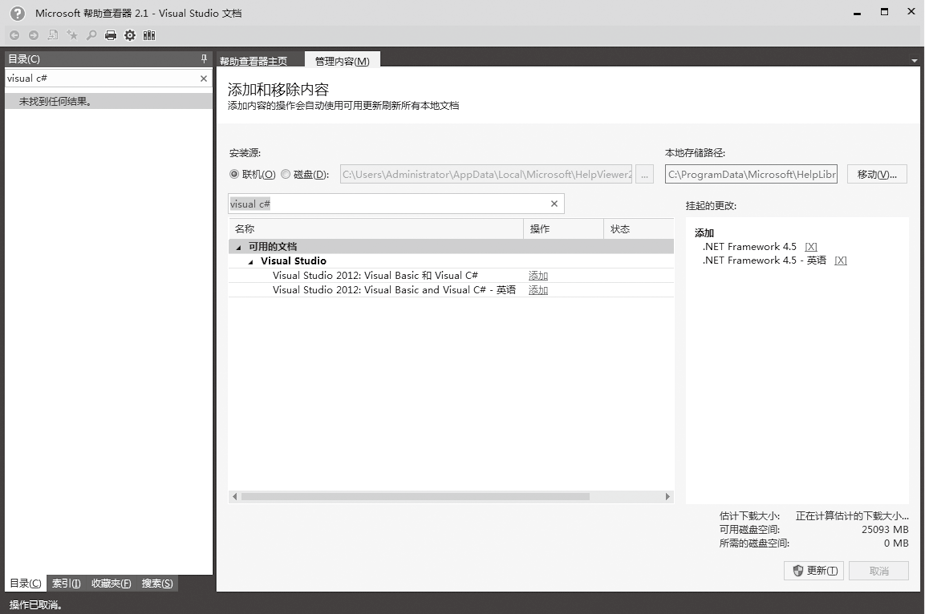 Microsoft 帮助查看器 2.1 - Visual Studio 文档
目录(C)
visual c#
未找到任何结果。
帮助查看器主页
管理内容(M)
添加和移除内容
添加内容的操作会自动使用可用更新刷新所有本地文档
安装源:
联机(O) 磁盘(D):
C:\Users\Administrator\AppData\Local\Microsoft\HelpViewer2
...
本地存储路径:
C:\ProgramData\Microsoft\HelpLibr
移动(V)...
visual c#
名称 操作 状态
可用的文档
Visual Studio
Visual Studio 2012: Visual Basic 和 Visual C# 添加
Visual Studio 2012: Visual Basic and Visual C# - 英语 添加
挂起的更改:
添加
.NET Framework 4.5 [X]
.NET Framework 4.5 - 英语 [X]
估计下载大小: 正在计算估计的下载大小...
可用磁盘空间: 25093 MB
所需的磁盘空间: 0 MB
更新(T) 取消
目录(C) 索引(I) 收藏夹(F) 搜索(S)
操作已取消。